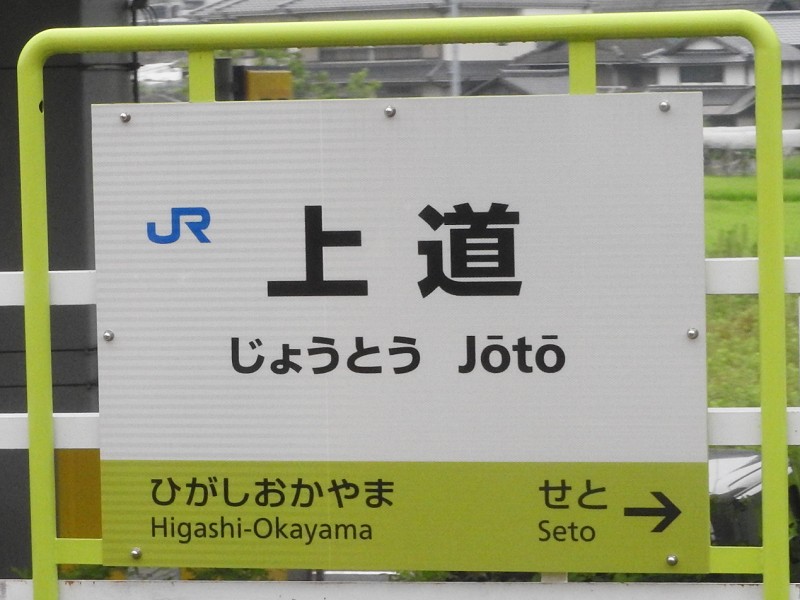 JR 上道
じょうとう Jōtō
ひがしおかやま せと →
Higashi-Okayama Seto